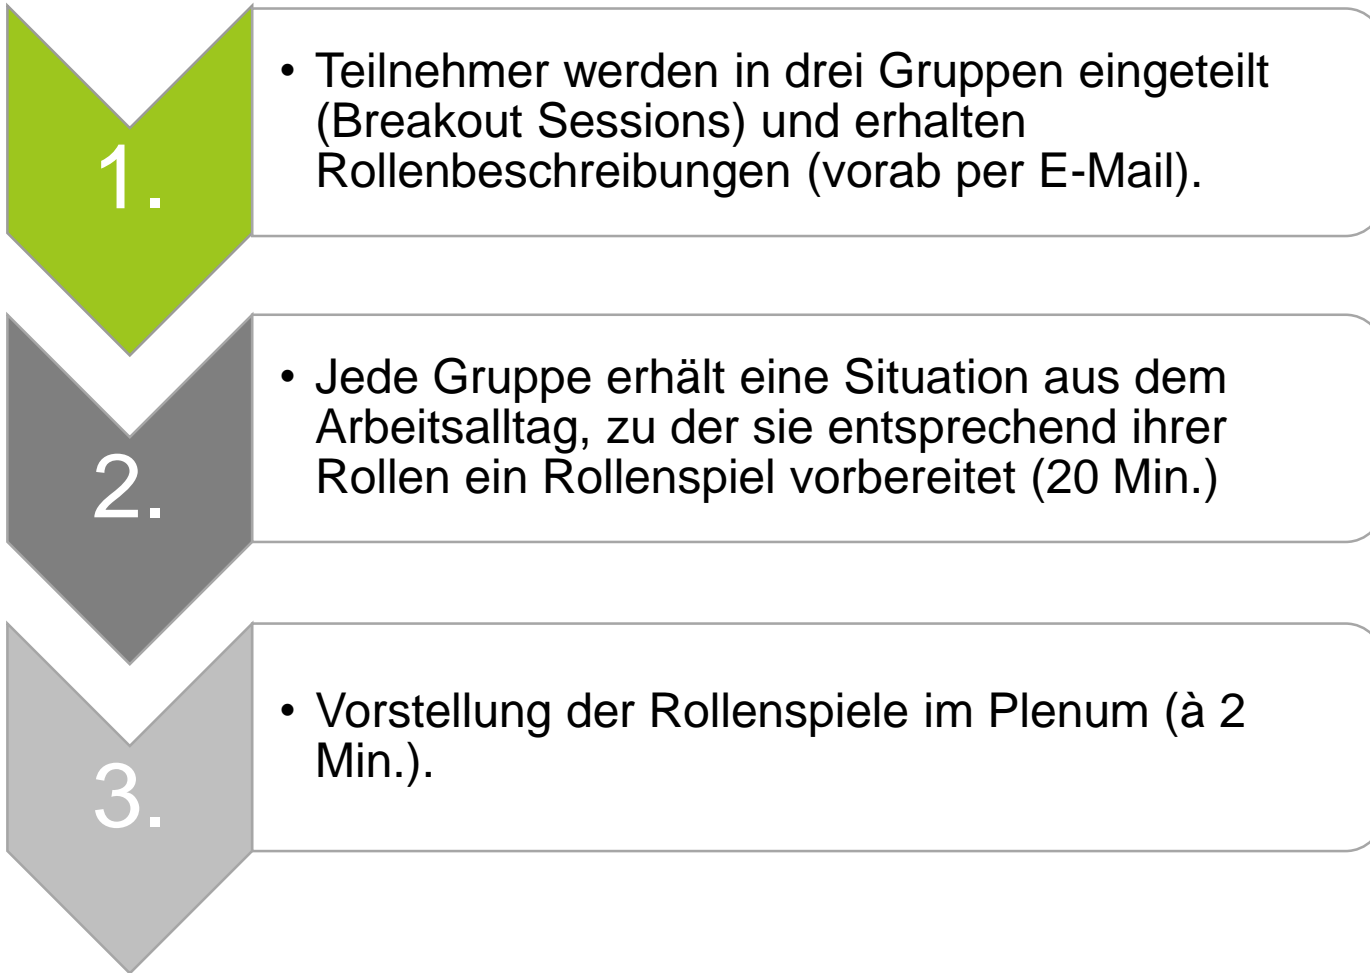 1.
• Teilnehmer werden in drei Gruppen eingeteilt
(Breakout Sessions) und erhalten
Rollenbeschreibungen (vorab per E-Mail).
2.
• Jede Gruppe erhält eine Situation aus dem
Arbeitsalltag, zu der sie entsprechend ihrer
Rollen ein Rollenspiel vorbereitet (20 Min.)
3.
• Vorstellung der Rollenspiele im Plenum (à 2
Min.).